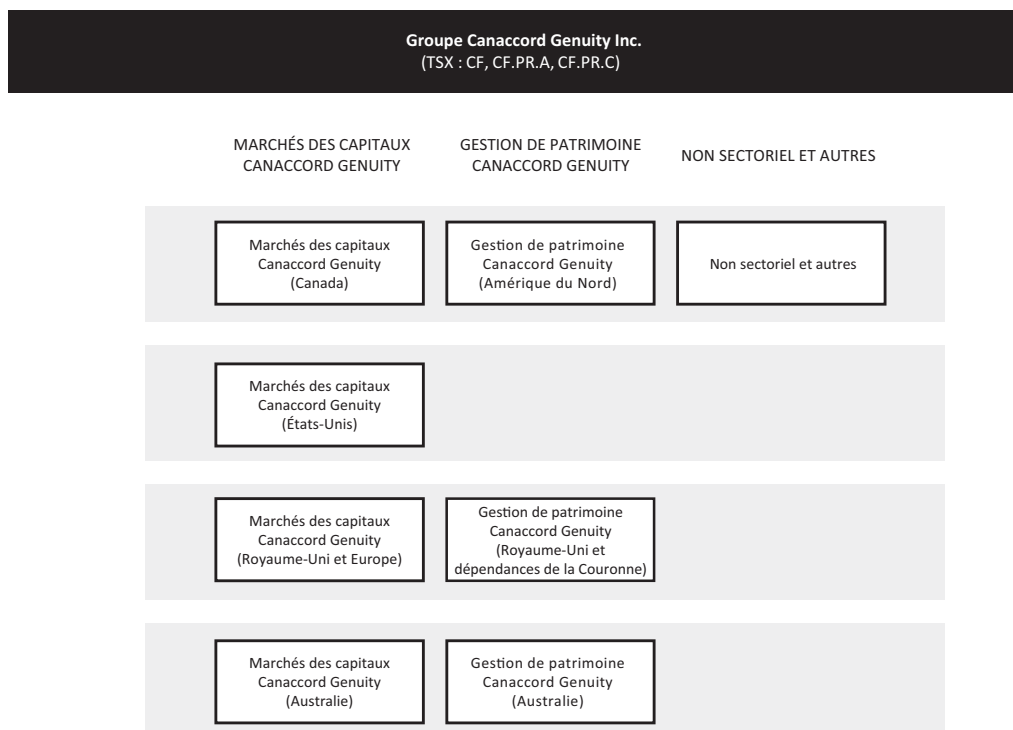 Groupe Canaccord Genuity Inc.
(TSX : CF, CF.PR.A, CF.PR.C)
MARCHÉS DES CAPITAUX
CANACCORD GENUITY
GESTION DE PATRIMOINE
CANACCORD GENUITY
NON SECTORIEL ET AUTRES
Marchés des capitaux
Canaccord Genuity
(Canada)
Gestion de patrimoine
Canaccord Genuity
(Amérique du Nord)
Non sectoriel et autres
Marchés des capitaux
Canaccord Genuity
(États-Unis)
Marchés des capitaux
Canaccord Genuity
(Royaume-Uni et Europe)
Gestion de patrimoine
Canaccord Genuity
(Royaume-Uni et
dépendances de la Couronne)
Marchés des capitaux
Canaccord Genuity
(Australie)
Gestion de patrimoine
Canaccord Genuity
(Australie)